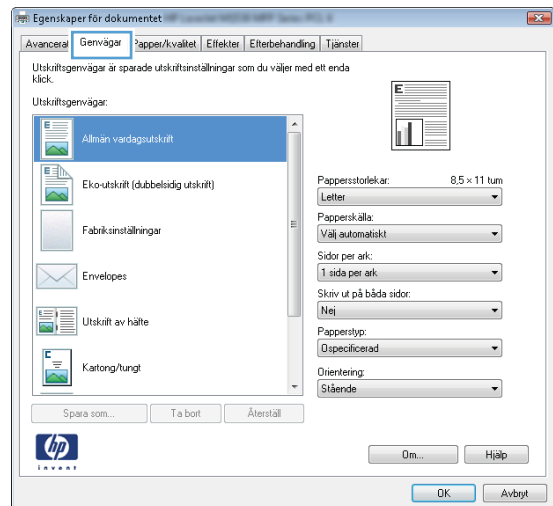 Egenskaper för dokumentet
Avancerat Genvägar Papper/kvalitet Effekter Efterbehandling Tjänster
Utskriftsgenvägar är sparade utskriftsinställningar som du väljer med ett enda
klick.
Utskriftsgenvägar:
Allmän vardagsutskrift
Eko-utskrift (dubbelsidig utskrift)
Fabriksinställningar
Envelopes
Utskrift av häfte
Kartong/tungt
Spara som... Ta bort Återställ
E
Pappersstorlekar: 8,5 × 11 tum
Letter
Papperskälla:
Välj automatiskt
Sidor per ark:
1 sida per ark
Skriv ut på båda sidor:
Nej
Papperstyp:
Ospecificerad
Orientering:
Stående
hp
invent
Om... Hjälp
OK Avbryt